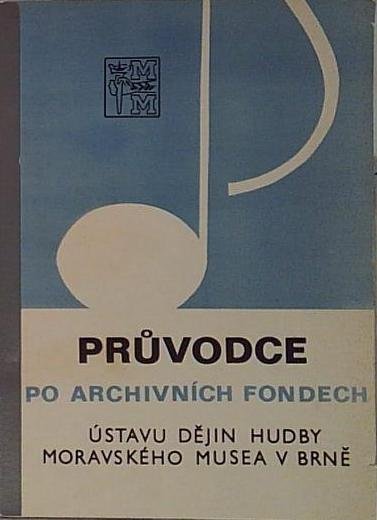 M
M
PRŮVODCE
PO ARCHIVNÍCH FONDECH
ÚSTAVU DĚJIN HUDBY
MORAVSKÉHO MUSEA V BRNĚ